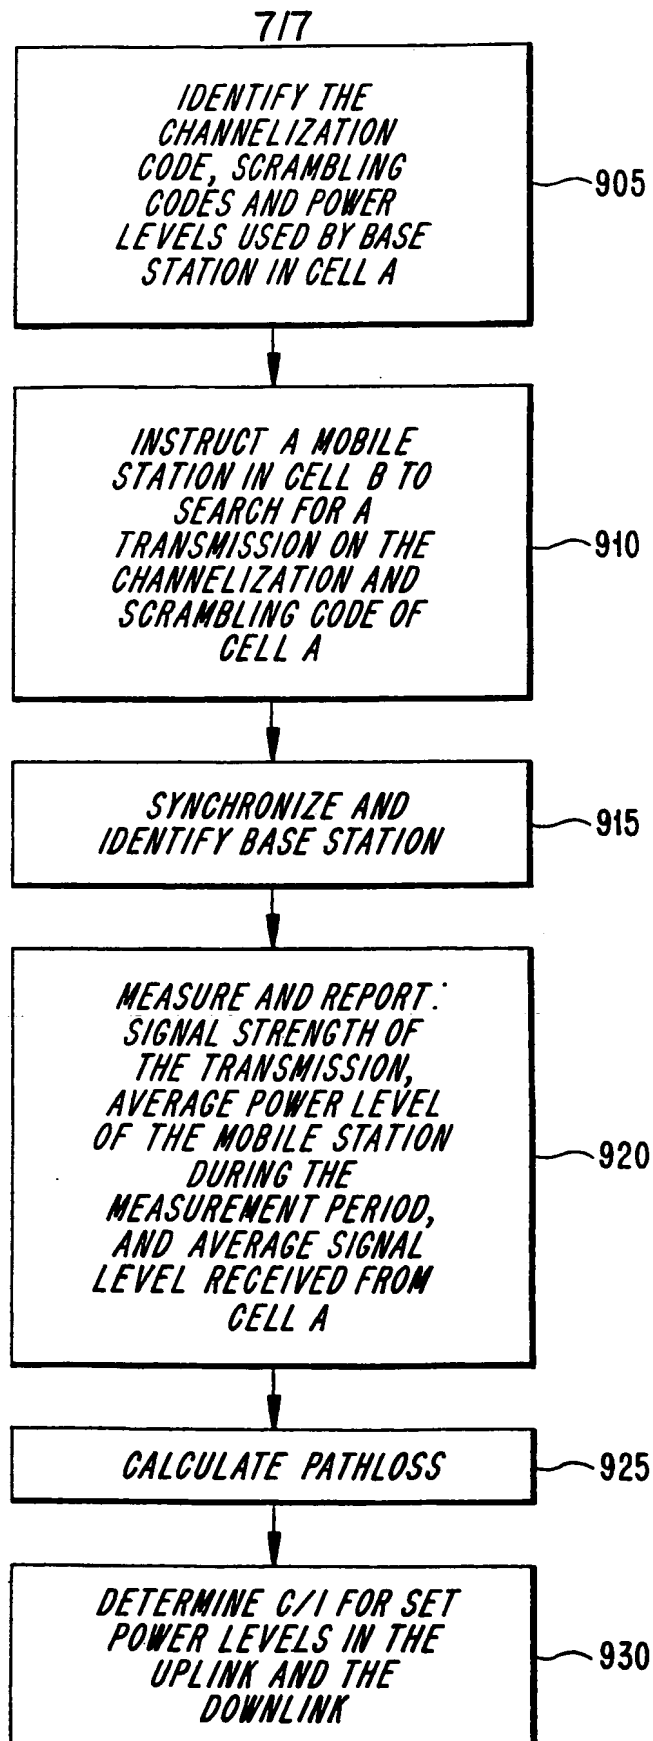 7/7
IDENTIFY THE
CHANNELIZATION
CODE, SCRAMBLING
CODES AND POWER
LEVELS USED BY BASE
STATION IN CELL A
905
INSTRUCT A MOBILE
STATION IN CELL B TO
SEARCH FOR A
TRANSMISSION ON THE
CHANNELIZATION AND
SCRAMBLING CODE OF
CELL A
910
SYNCHRONIZE AND
IDENTIFY BASE STATION
915
MEASURE AND REPORT:
SIGNAL STRENGTH OF
THE TRANSMISSION,
AVERAGE POWER LEVEL
OF THE MOBILE STATION
DURING THE
MEASUREMENT PERIOD,
AND AVERAGE SIGNAL
LEVEL RECEIVED FROM
CELL A
920
CALCULATE PATHLOSS
925
DETERMINE C/I FOR SET
POWER LEVELS IN THE
UPLINK AND THE
DOWNLINK
930